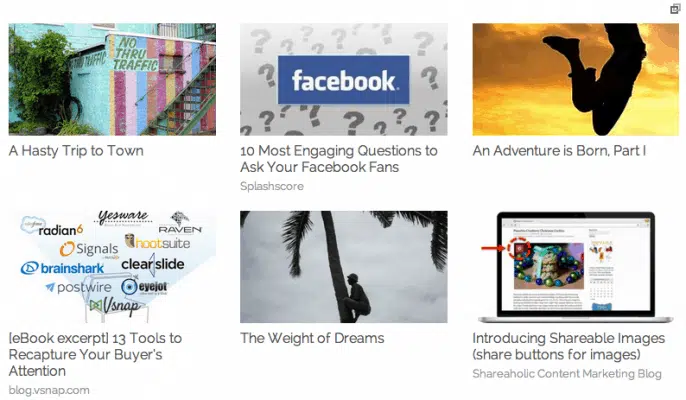 NO THRU TRAFFIC
NO
THRU
TRAFFIC
A Hasty Trip to Town
facebook
10 Most Engaging Questions to
Ask Your Facebook Fans
Splashscore
An Adventure is Born, Part I
radian6
Yesware
RAVEN
Signals
hootsuite
brainshark
clearslide
postwire
eyejot
Vsnap
[eBook excerpt] 13 Tools to
Recapture Your Buyer's
Attention
blog.vsnap.com
The Weight of Dreams
Introducing Shareable Images
(share buttons for images)
Shareaholic Content Marketing Blog